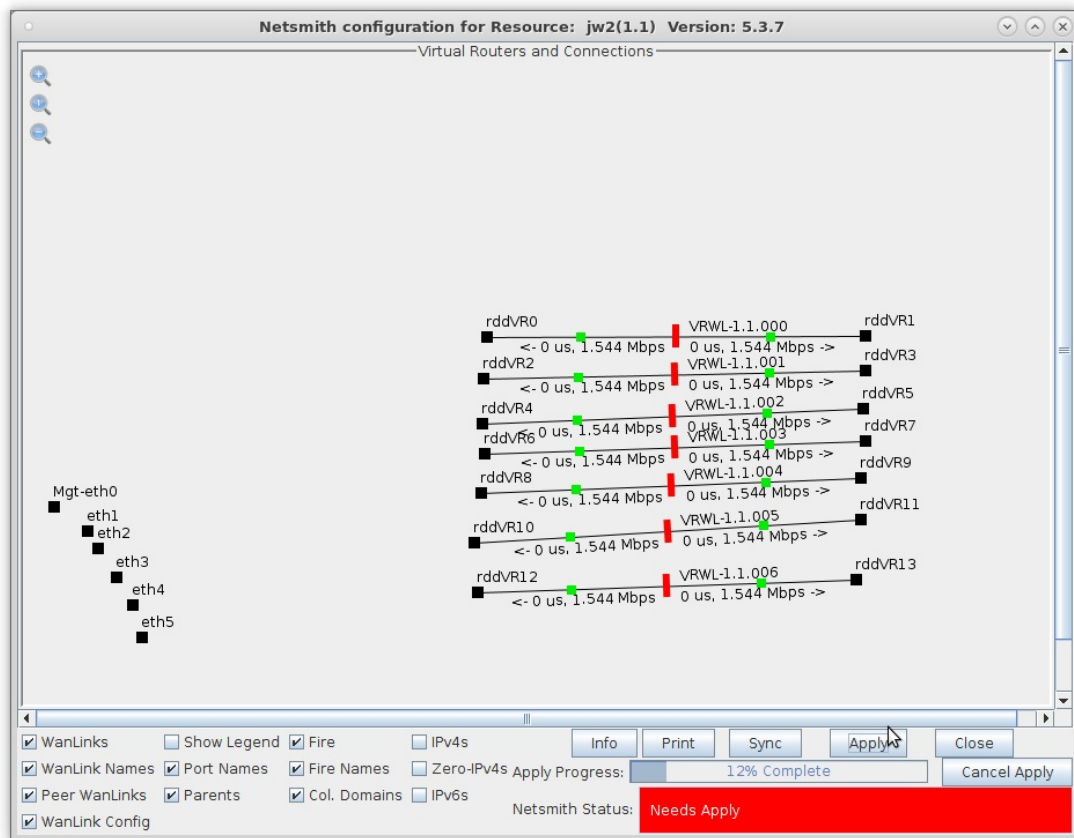 Netsmith configuration for Resource: jw2(1.1) Version: 5.3.7
Virtual Routers and Connections
rddVR0 VRWL-1.1.000 rddVR1
<- 0 us, 1.544 Mbps 0 us, 1.544 Mbps ->
rddVR2 VRWL-1.1.001 rddVR3
<- 0 us, 1.544 Mbps 0 us, 1.544 Mbps ->
rddVR4 VRWL-1.1.002 rddVR5
<- 0 us, 1.544 Mbps 0 us, 1.544 Mbps ->
rddVR6 VRWL-1.1.003 rddVR7
<- 0 us, 1.544 Mbps 0 us, 1.544 Mbps ->
rddVR8 VRWL-1.1.004 rddVR9
<- 0 us, 1.544 Mbps 0 us, 1.544 Mbps ->
rddVR10 VRWL-1.1.005 rddVR11
<- 0 us, 1.544 Mbps 0 us, 1.544 Mbps ->
rddVR12 VRWL-1.1.006 rddVR13
<- 0 us, 1.544 Mbps 0 us, 1.544 Mbps ->
Mgt-eth0
eth1
eth2
eth3
eth4
eth5
WanLinks Show Legend Fire IPv4s Info Print Sync Apply Close
WanLink Names Port Names Fire Names Zero-IPv4s Apply Progress: 12% Complete Cancel Apply
Peer WanLinks Parents Col. Domains IPv6s Netsmith Status: Needs Apply
WanLink Config